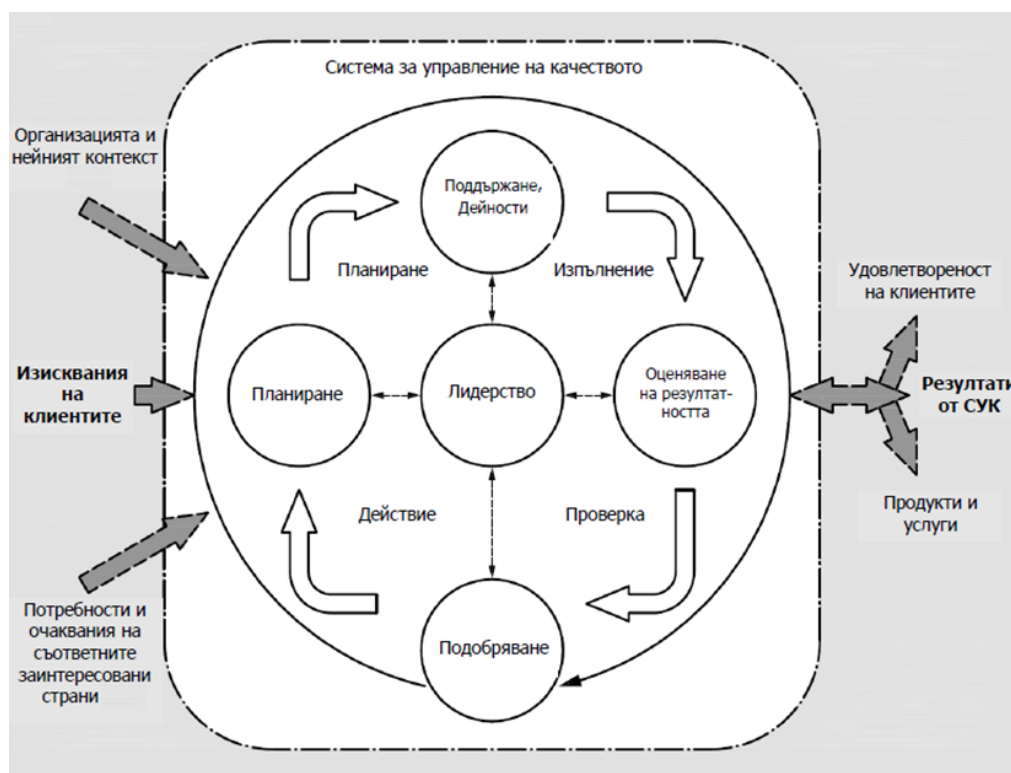 Система за управление на качеството
Организацията и
нейният контекст
Поддържане,
Дейности
Планиране
Изпълнение
Удовлетвореност
на клиентите
Изисквания
на
клиентите
Планиране
Лидерство
Оценяване
на резултат-
ността
Резултати
от СУК
Действие
Проверка
Продукти и
услуги
Потребности и
очаквания на
съответните
заинтересовани
страни
Подобряване